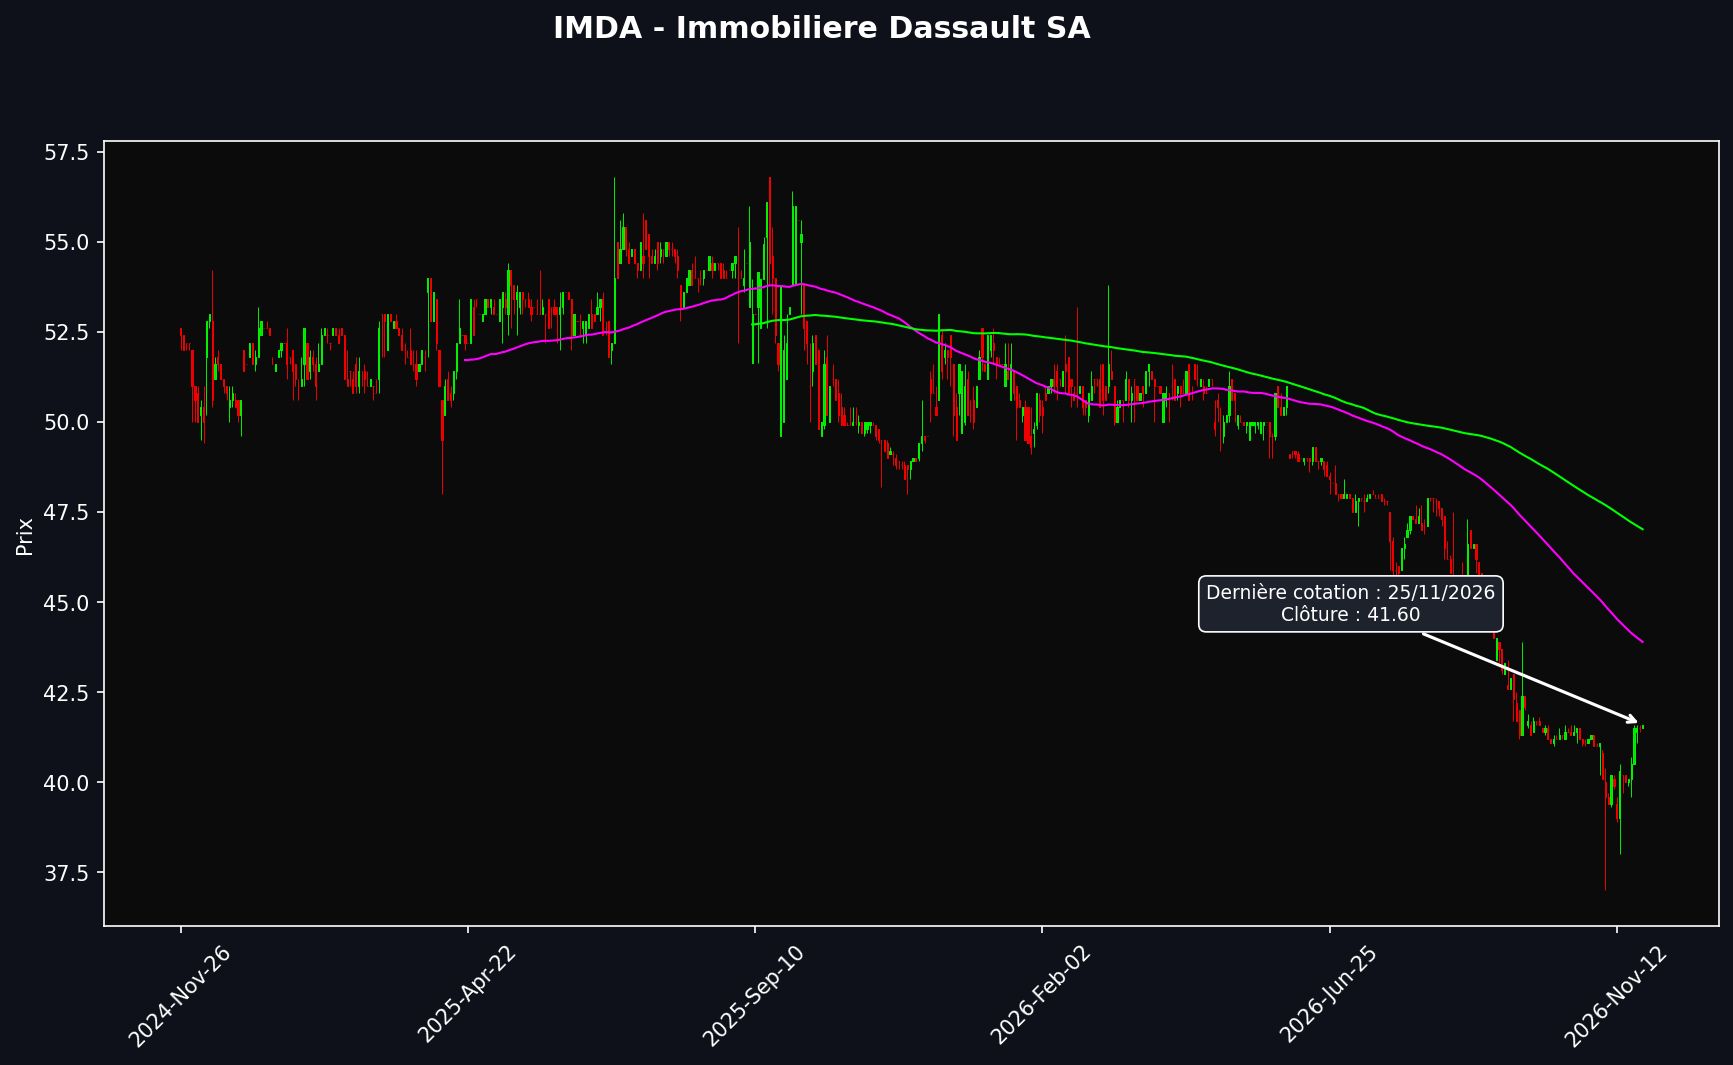 IMDA - Immobiliere Dassault SA
57.5
55.0
52.5
50.0
47.5
45.0
42.5
40.0
37.5
Prix
Dernière cotation : 25/11/2026
Clôture : 41.60
2024-Nov-26
2025-Apr-22
2025-Sep-10
2026-Feb-02
2026-Jun-25
2026-Nov-12